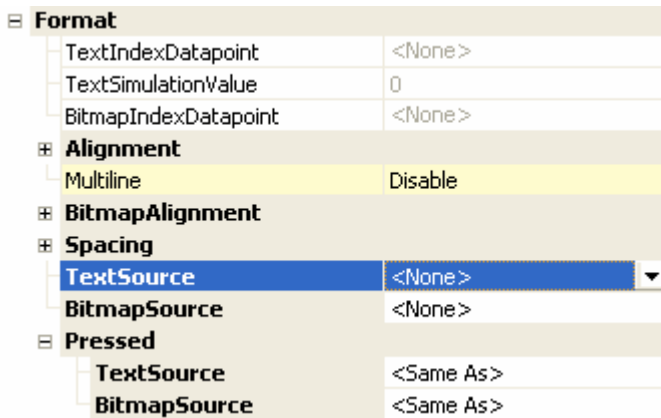 Format
TextIndexDatapoint <None>
TextSimulationValue 0
BitmapIndexDatapoint <None>
Alignment
Multiline Disable
BitmapAlignment
Spacing
TextSource <None>
BitmapSource <None>
Pressed
TextSource <Same As>
BitmapSource <Same As>